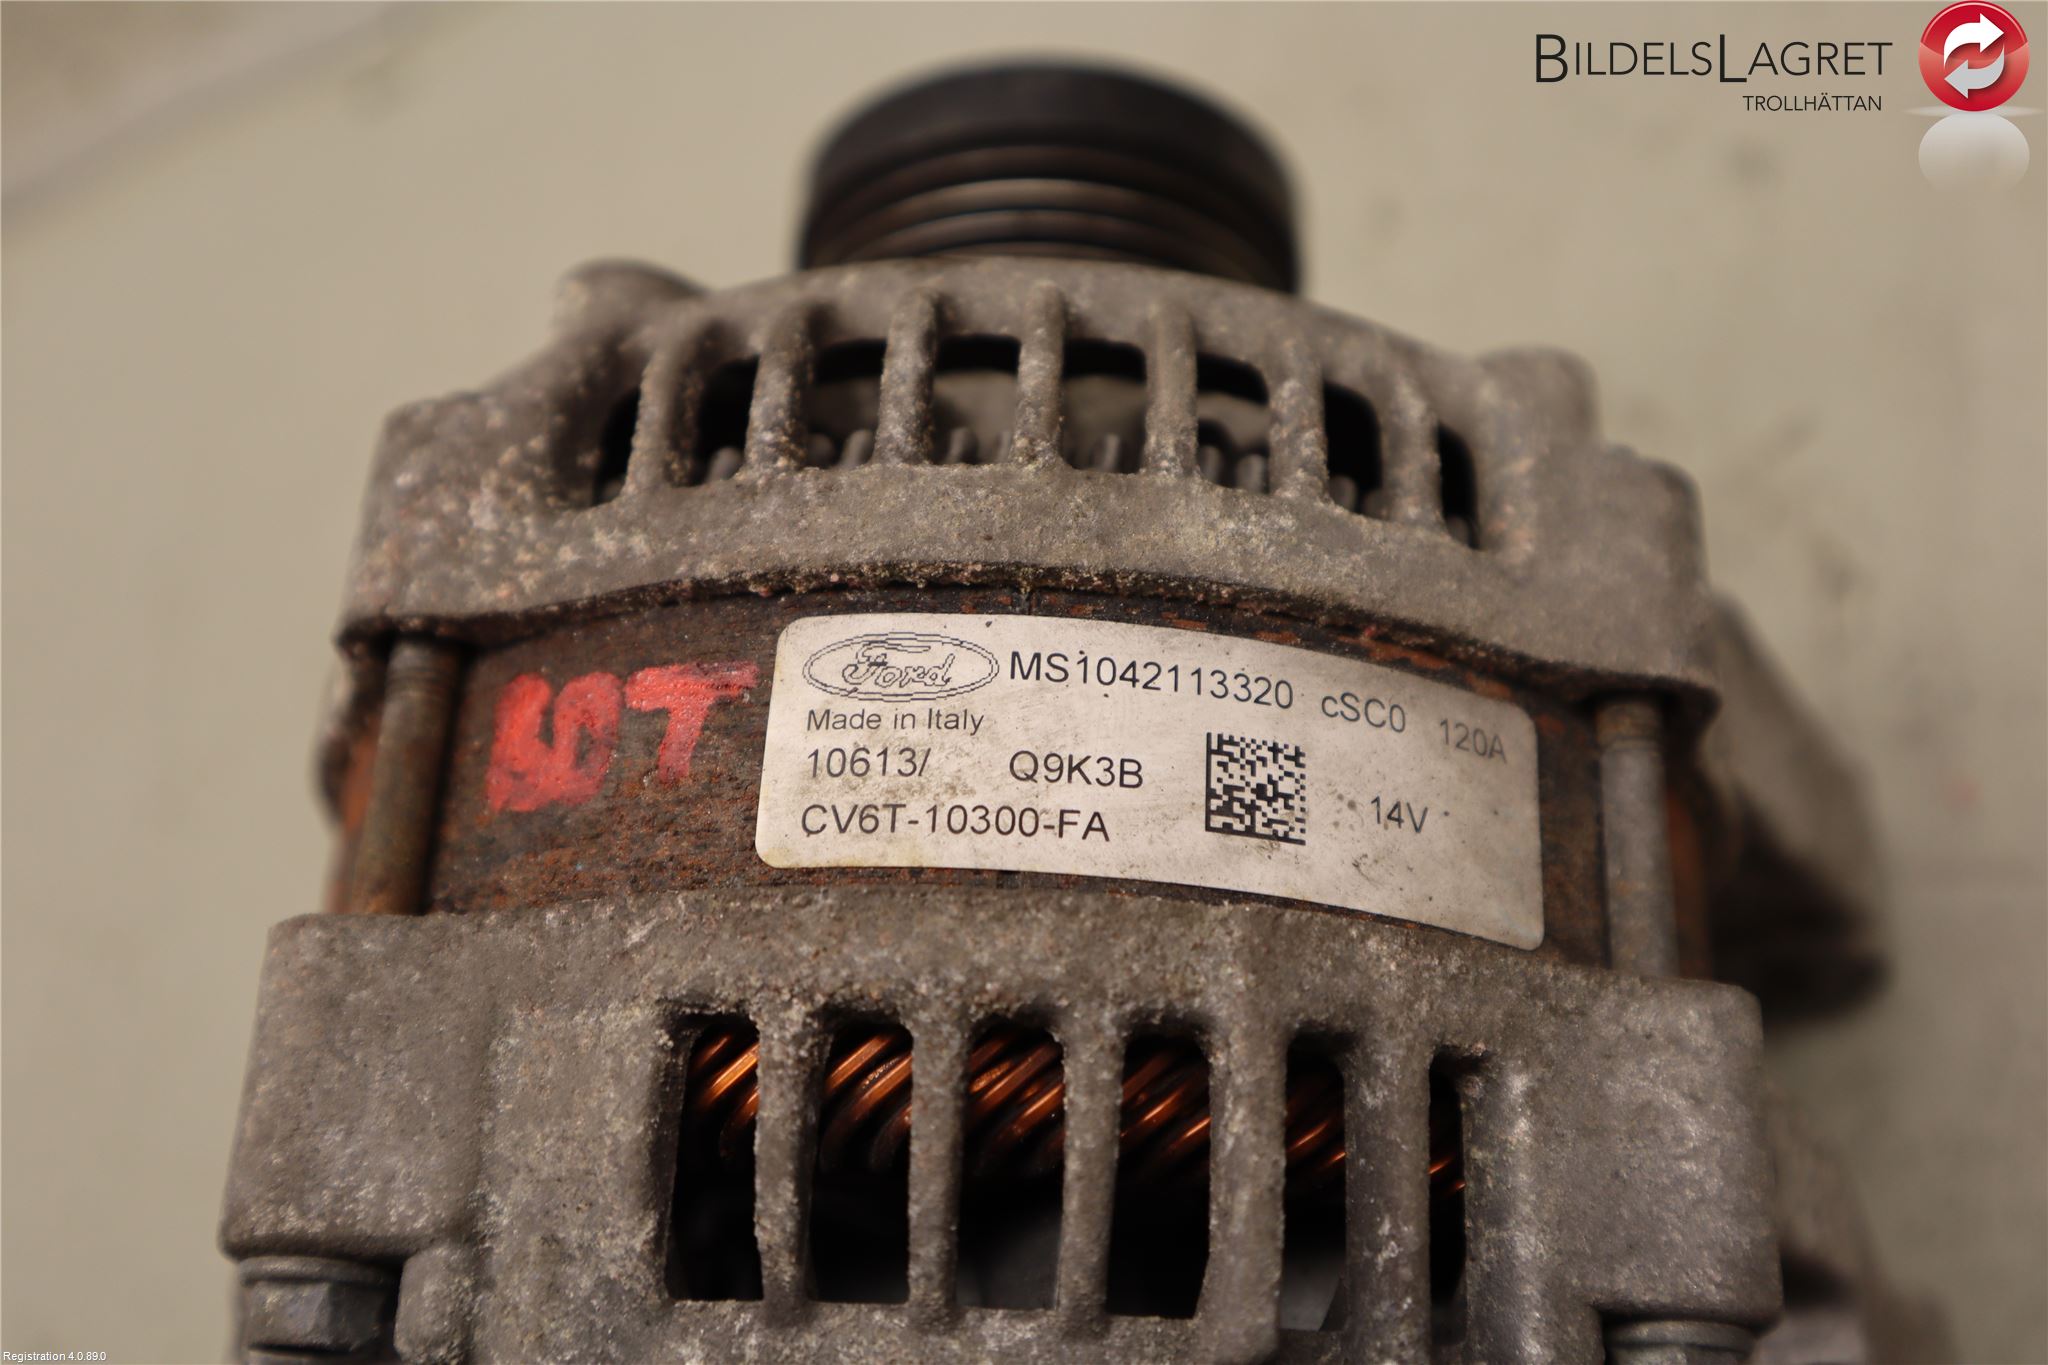 BILDELSLAGRET
TROLLHÄTTAN
Ford MS1042113320 cSC0 120A
Made in Italy
10613/ Q9K3B
CV6T-10300-FA 14V
Registration 4.0.89.0